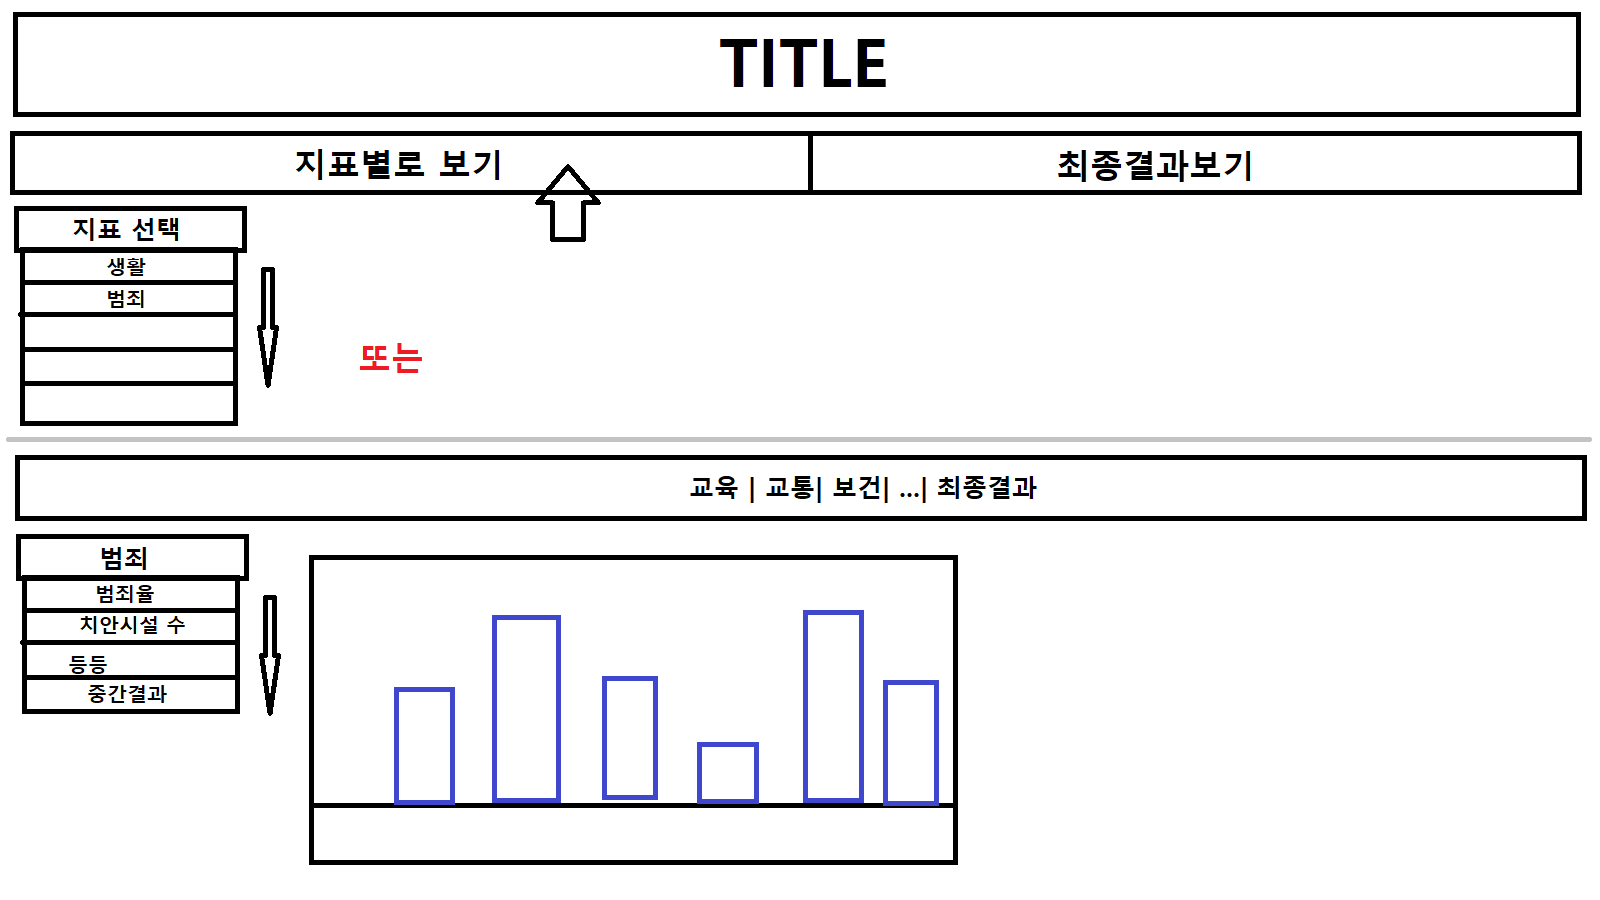 TITLE
지표별로 보기
최종결과보기
지표 선택
생활
범죄
또는
교육 | 교통| 보건| ...| 최종결과
범죄
범죄율
치안시설 수
등등
중간결과